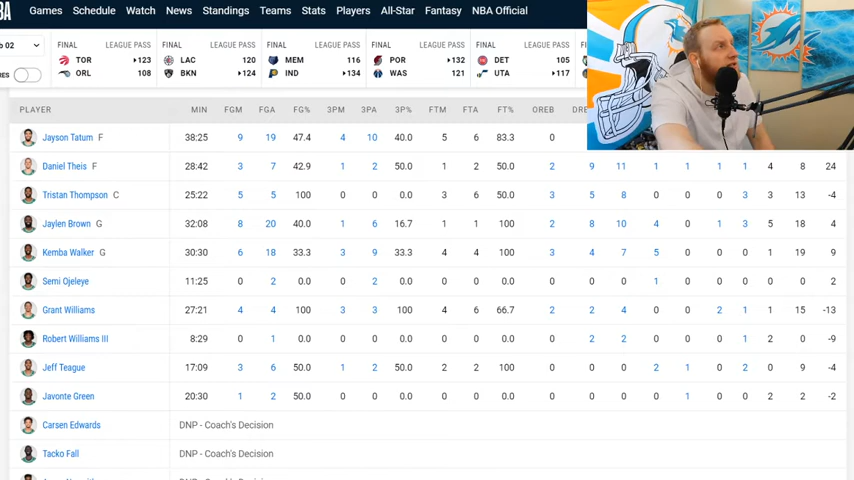 BA Games Schedule Watch News Standings Teams Stats Players All-Star Fantasy NBA Official
b 02 FINAL LEAGUE PASS FINAL LEAGUE PASS FINAL LEAGUE PASS FINAL LEAGUE PASS FINAL LEAGUE PASS
TOR 123 LAC 120 MEM 116 POR 132 DET 105
RES ORL 108 BKN 124 IND 134 WAS 121 UTA 117
PLAYER MIN FGM FGA FG% 3PM 3PA 3P% FTM FTA FT% OREB DRE
Jayson Tatum F 38:25 9 19 47.4 4 10 40.0 5 6 83.3 0
Daniel Theis F 28:42 3 7 42.9 1 2 50.0 1 2 50.0 2 9 11 1 1 1 1 4 8 24
Tristan Thompson C 25:22 5 5 100 0 0 0.0 3 6 50.0 3 5 8 0 0 0 3 3 13 -4
Jaylen Brown G 32:08 8 20 40.0 1 6 16.7 1 1 100 2 8 10 4 0 1 3 5 18 4
Kemba Walker G 30:30 6 18 33.3 3 9 33.3 4 4 100 3 4 7 5 0 0 3 1 19 9
Semi Ojeleye 11:25 0 2 0.0 0 2 0.0 0 0 0.0 0 0 0 1 0 0 0 0 0 2
Grant Williams 27:21 4 4 100 3 3 100 4 6 66.7 2 2 4 0 0 2 1 1 15 -13
Robert Williams III 8:29 0 1 0.0 0 0 0.0 0 0 0.0 0 2 2 0 0 0 1 2 0 -9
Jeff Teague 17:09 3 6 50.0 1 2 50.0 2 2 100 0 0 0 2 1 0 2 0 9 -4
Javonte Green 20:30 1 2 50.0 0 0 0.0 0 0 0.0 0 0 0 0 1 0 0 2 2 -2
Carsen Edwards DNP - Coach's Decision
Tacko Fall DNP - Coach's Decision